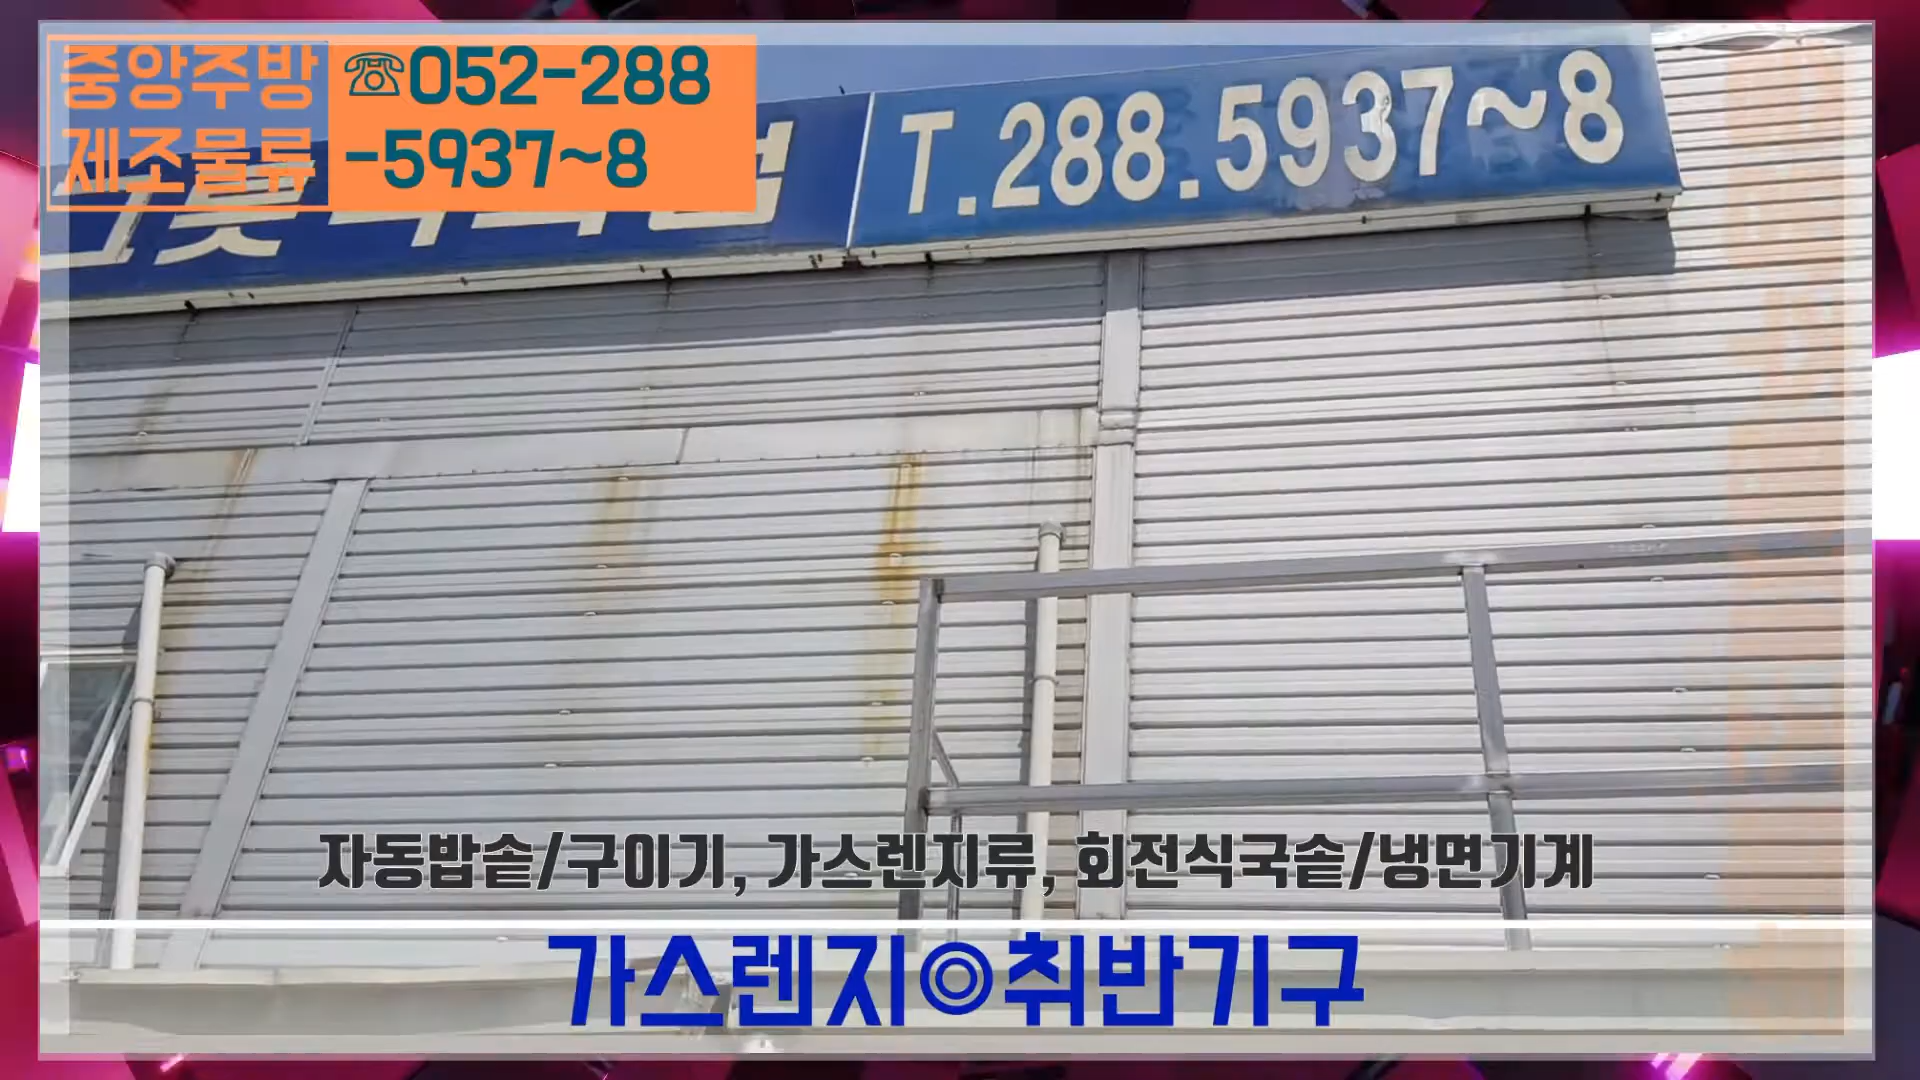 중앙주방
제조물류
☏052-288
-5937~8
T.288.5937~8
자동밥솥/구이기, 가스렌지류, 회전식국솥/냉면기계
가스렌지◎취반기구